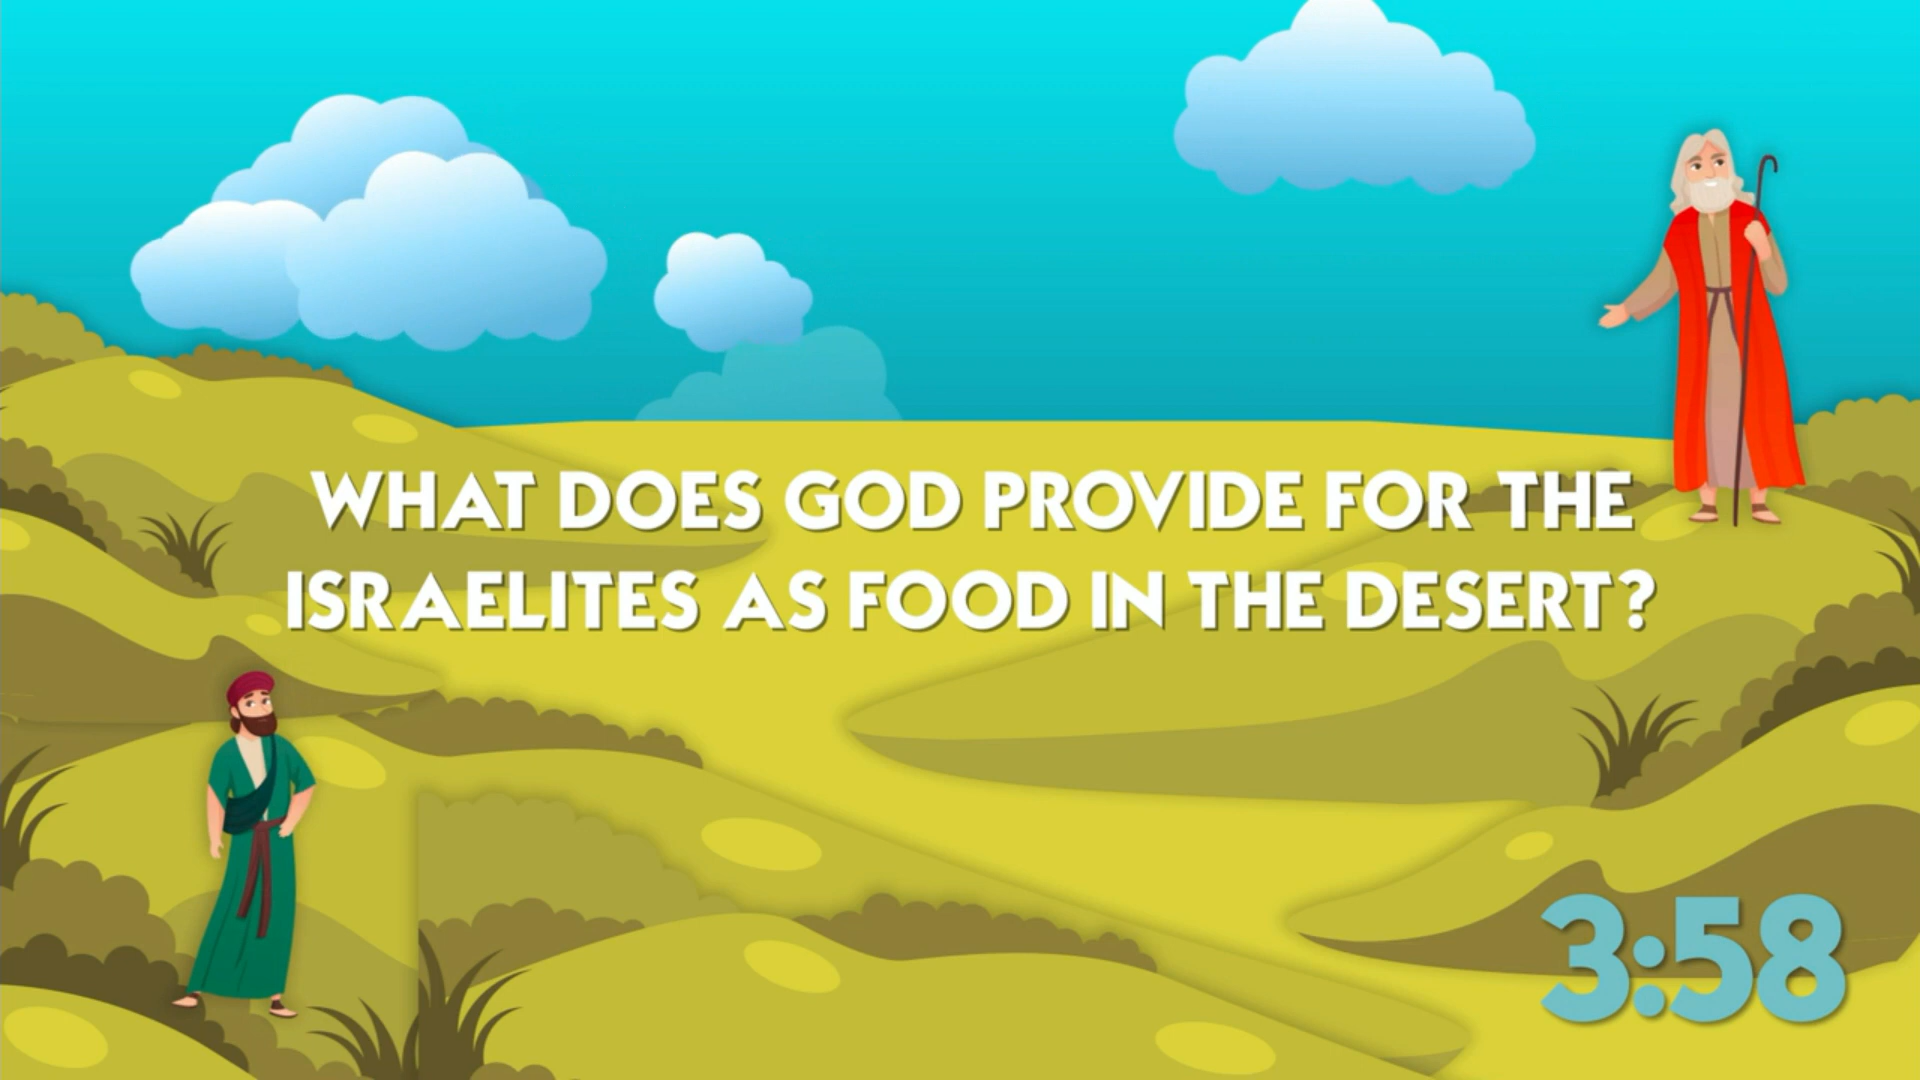 WHAT DOES GOD PROVIDE FOR THE
ISRAELITES AS FOOD IN THE DESERT?
3:58